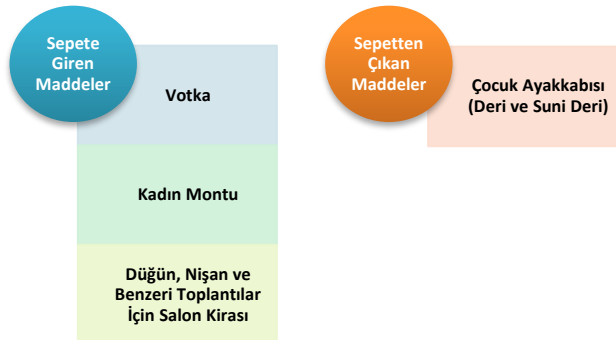 Sepete
Giren
Maddeler
Votka
Kadın Montu
Düğün, Nişan ve
Benzeri Toplantılar
İçin Salon Kirası
Sepetten
Çıkan
Maddeler
Çocuk Ayakkabısı
(Deri ve Suni Deri)